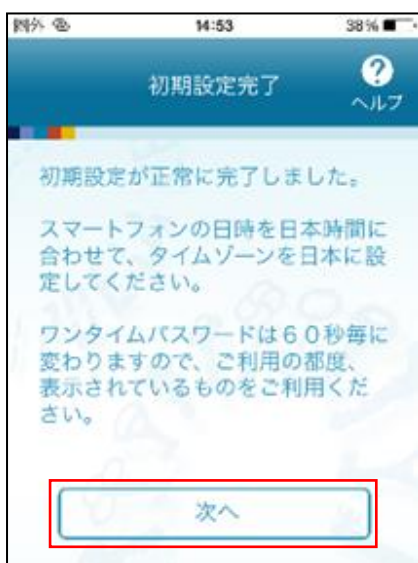 圏外
14:53
38%
初期設定完了
?
ヘルプ
初期設定が正常に完了しました。
スマートフォンの日時を日本時間に
合わせて、タイムゾーンを日本に設
定してください。
ワンタイムパスワードは60秒毎に
変わりますので、ご利用の都度、
表示されているものをご利用くだ
さい。
次へ